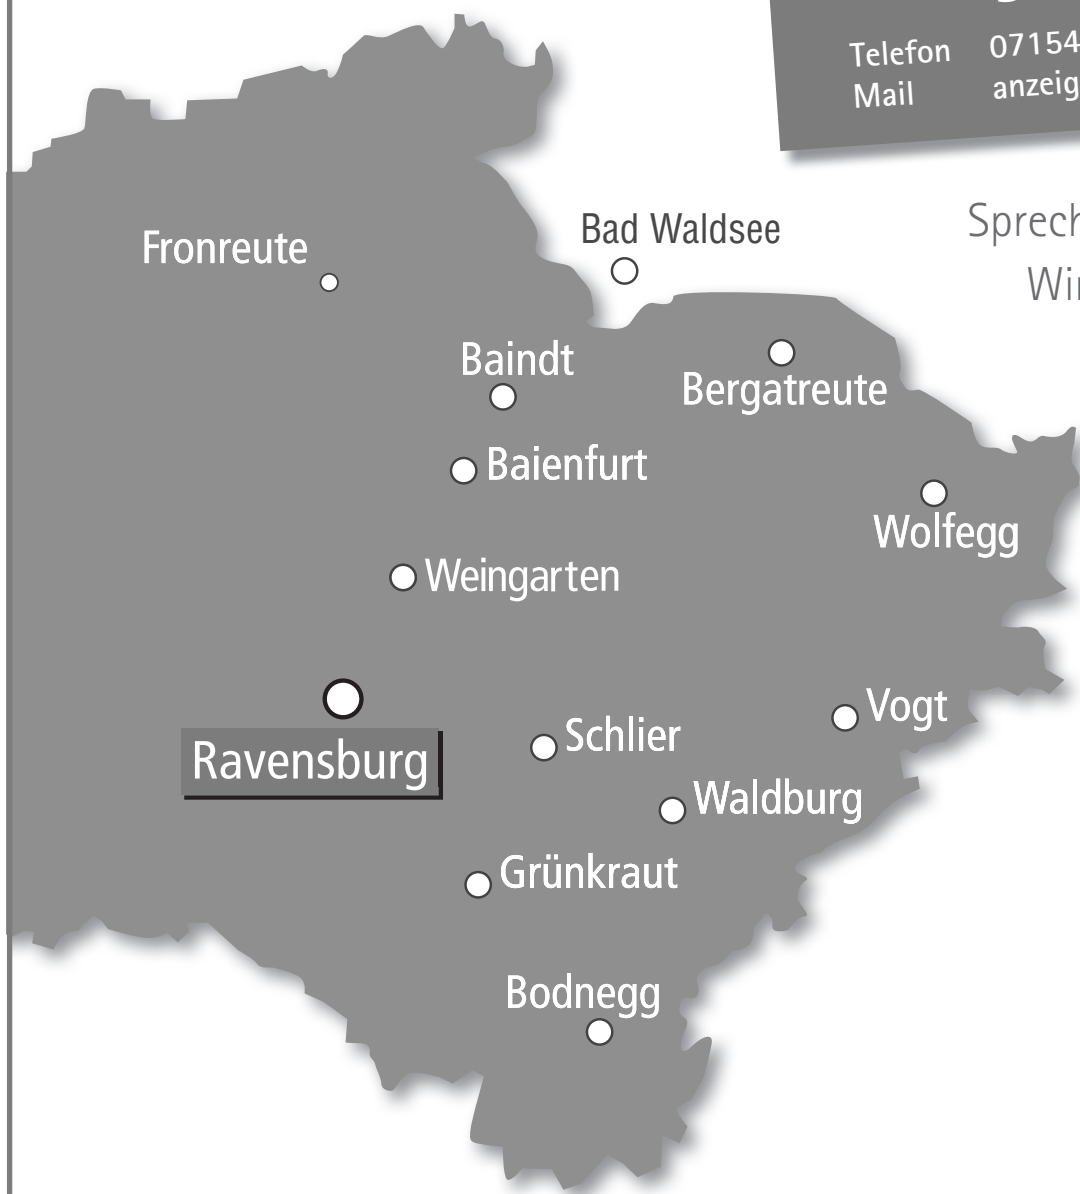 Telefon 07154
Mail anzeig
Sprech
Wir
Bad Waldsee
Fronreute
Baindt
Bergatreute
Baienfurt
Wolfegg
Weingarten
Vogt
Schlier
Ravensburg
Waldburg
Grünkraut
Bodnegg